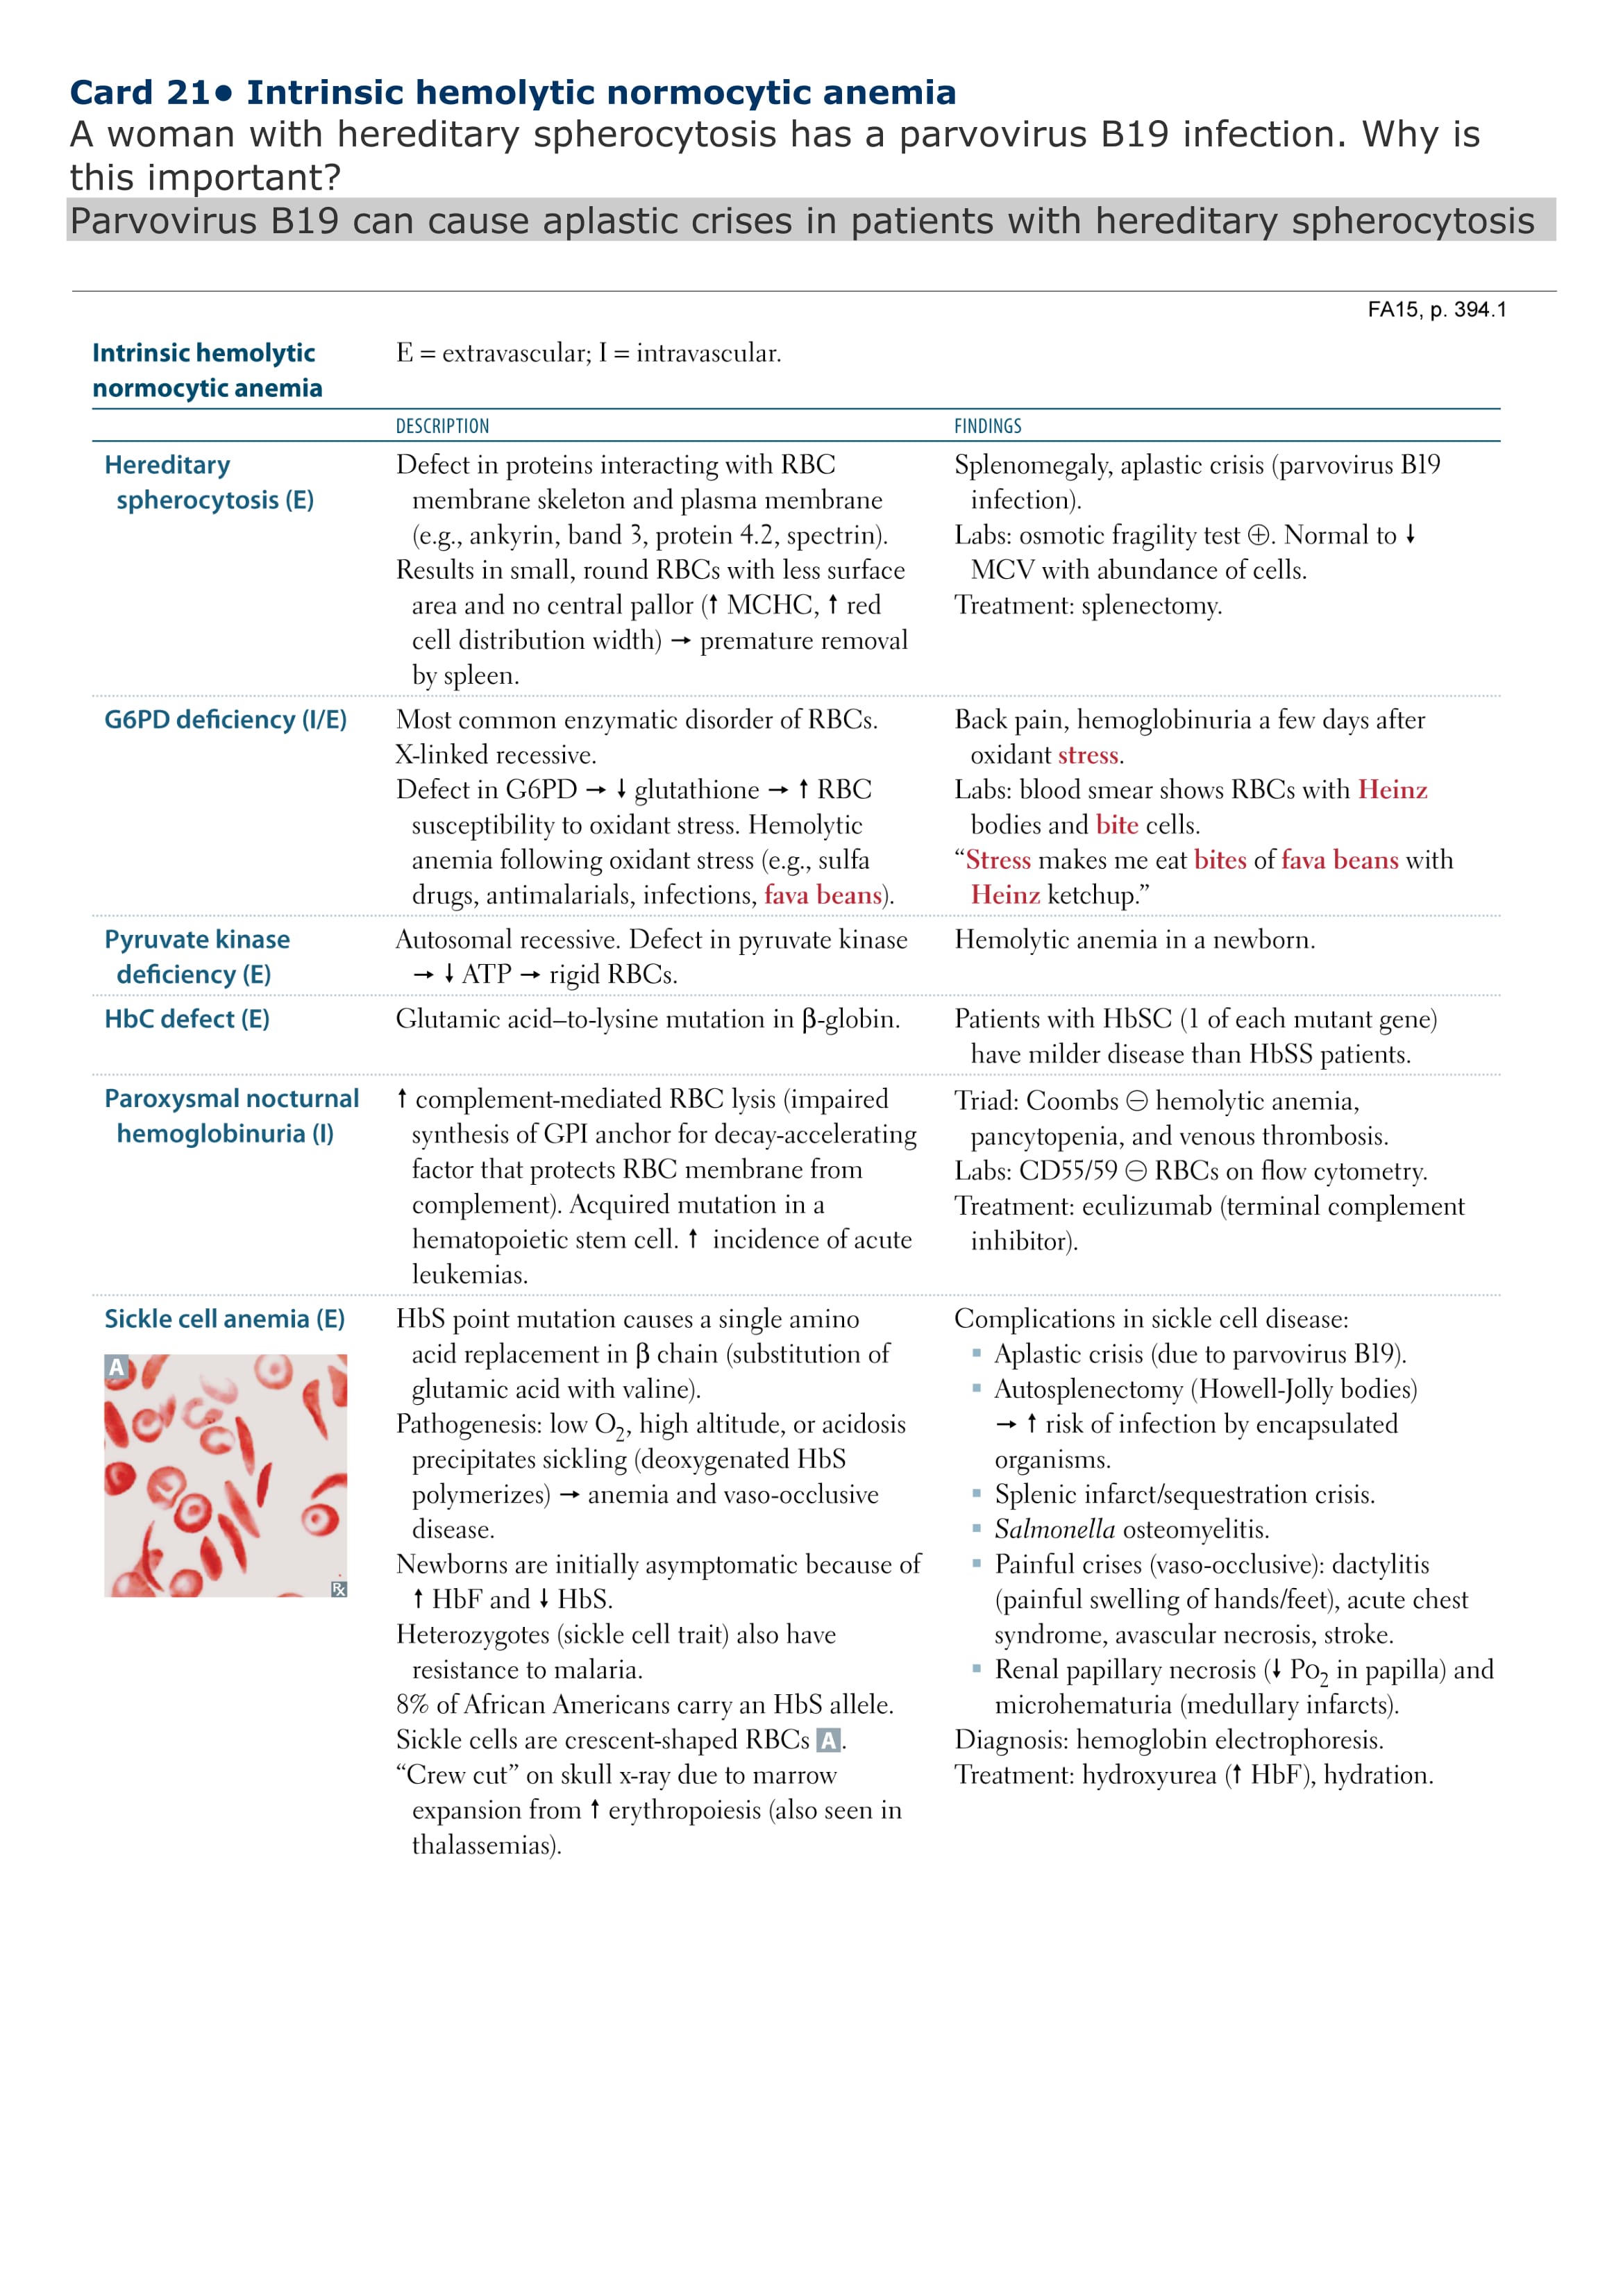 Card 21● Intrinsic hemolytic normocytic anemia
A woman with hereditary spherocytosis has a parvovirus B19 infection. Why is
this important?
Parvovirus B19 can cause aplastic crises in patients with hereditary spherocytosis
FA15, p. 394.1
Intrinsic hemolytic
normocytic anemia
E = extravascular; I = intravascular.
DESCRIPTION
FINDINGS
Hereditary
spherocytosis (E)
Defect in proteins interacting with RBC
membrane skeleton and plasma membrane
(e.g., ankyrin, band 3, protein 4.2, spectrin).
Results in small, round RBCs with less surface
area and no central pallor (↑ MCHC, ↑ red
cell distribution width) → premature removal
by spleen.
Splenomegaly, aplastic crisis (parvovirus B19
infection).
Labs: osmotic fragility test ⊕. Normal to ↓
MCV with abundance of cells.
Treatment: splenectomy.
G6PD deficiency (I/E)
Most common enzymatic disorder of RBCs.
X-linked recessive.
Defect in G6PD → ↓ glutathione → ↑ RBC
susceptibility to oxidant stress. Hemolytic
anemia following oxidant stress (e.g., sulfa
drugs, antimalarials, infections, fava beans).
Back pain, hemoglobinuria a few days after
oxidant stress.
Labs: blood smear shows RBCs with Heinz
bodies and bite cells.
“Stress makes me eat bites of fava beans with
Heinz ketchup.”
Pyruvate kinase
deficiency (E)
Autosomal recessive. Defect in pyruvate kinase
→ ↓ ATP → rigid RBCs.
Hemolytic anemia in a newborn.
HbC defect (E)
Glutamic acid–to-lysine mutation in β-globin.
Patients with HbSC (1 of each mutant gene)
have milder disease than HbSS patients.
Paroxysmal nocturnal
hemoglobinuria (I)
↑ complement-mediated RBC lysis (impaired
synthesis of GPI anchor for decay-accelerating
factor that protects RBC membrane from
complement). Acquired mutation in a
hematopoietic stem cell. ↑ incidence of acute
leukemias.
Triad: Coombs ⊖ hemolytic anemia,
pancytopenia, and venous thrombosis.
Labs: CD55/59 ⊖ RBCs on flow cytometry.
Treatment: eculizumab (terminal complement
inhibitor).
Sickle cell anemia (E)
A
Rx
HbS point mutation causes a single amino
acid replacement in β chain (substitution of
glutamic acid with valine).
Pathogenesis: low O₂, high altitude, or acidosis
precipitates sickling (deoxygenated HbS
polymerizes) → anemia and vaso-occlusive
disease.
Newborns are initially asymptomatic because of
↑ HbF and ↓ HbS.
Heterozygotes (sickle cell trait) also have
resistance to malaria.
8% of African Americans carry an HbS allele.
Sickle cells are crescent-shaped RBCs A.
“Crew cut” on skull x-ray due to marrow
expansion from ↑ erythropoiesis (also seen in
thalassemias).
Complications in sickle cell disease:
▪ Aplastic crisis (due to parvovirus B19).
▪ Autosplenectomy (Howell-Jolly bodies)
→ ↑ risk of infection by encapsulated
organisms.
▪ Splenic infarct/sequestration crisis.
▪ Salmonella osteomyelitis.
▪ Painful crises (vaso-occlusive): dactylitis
(painful swelling of hands/feet), acute chest
syndrome, avascular necrosis, stroke.
▪ Renal papillary necrosis (↓ Po₂ in papilla) and
microhematuria (medullary infarcts).
Diagnosis: hemoglobin electrophoresis.
Treatment: hydroxyurea (↑ HbF), hydration.